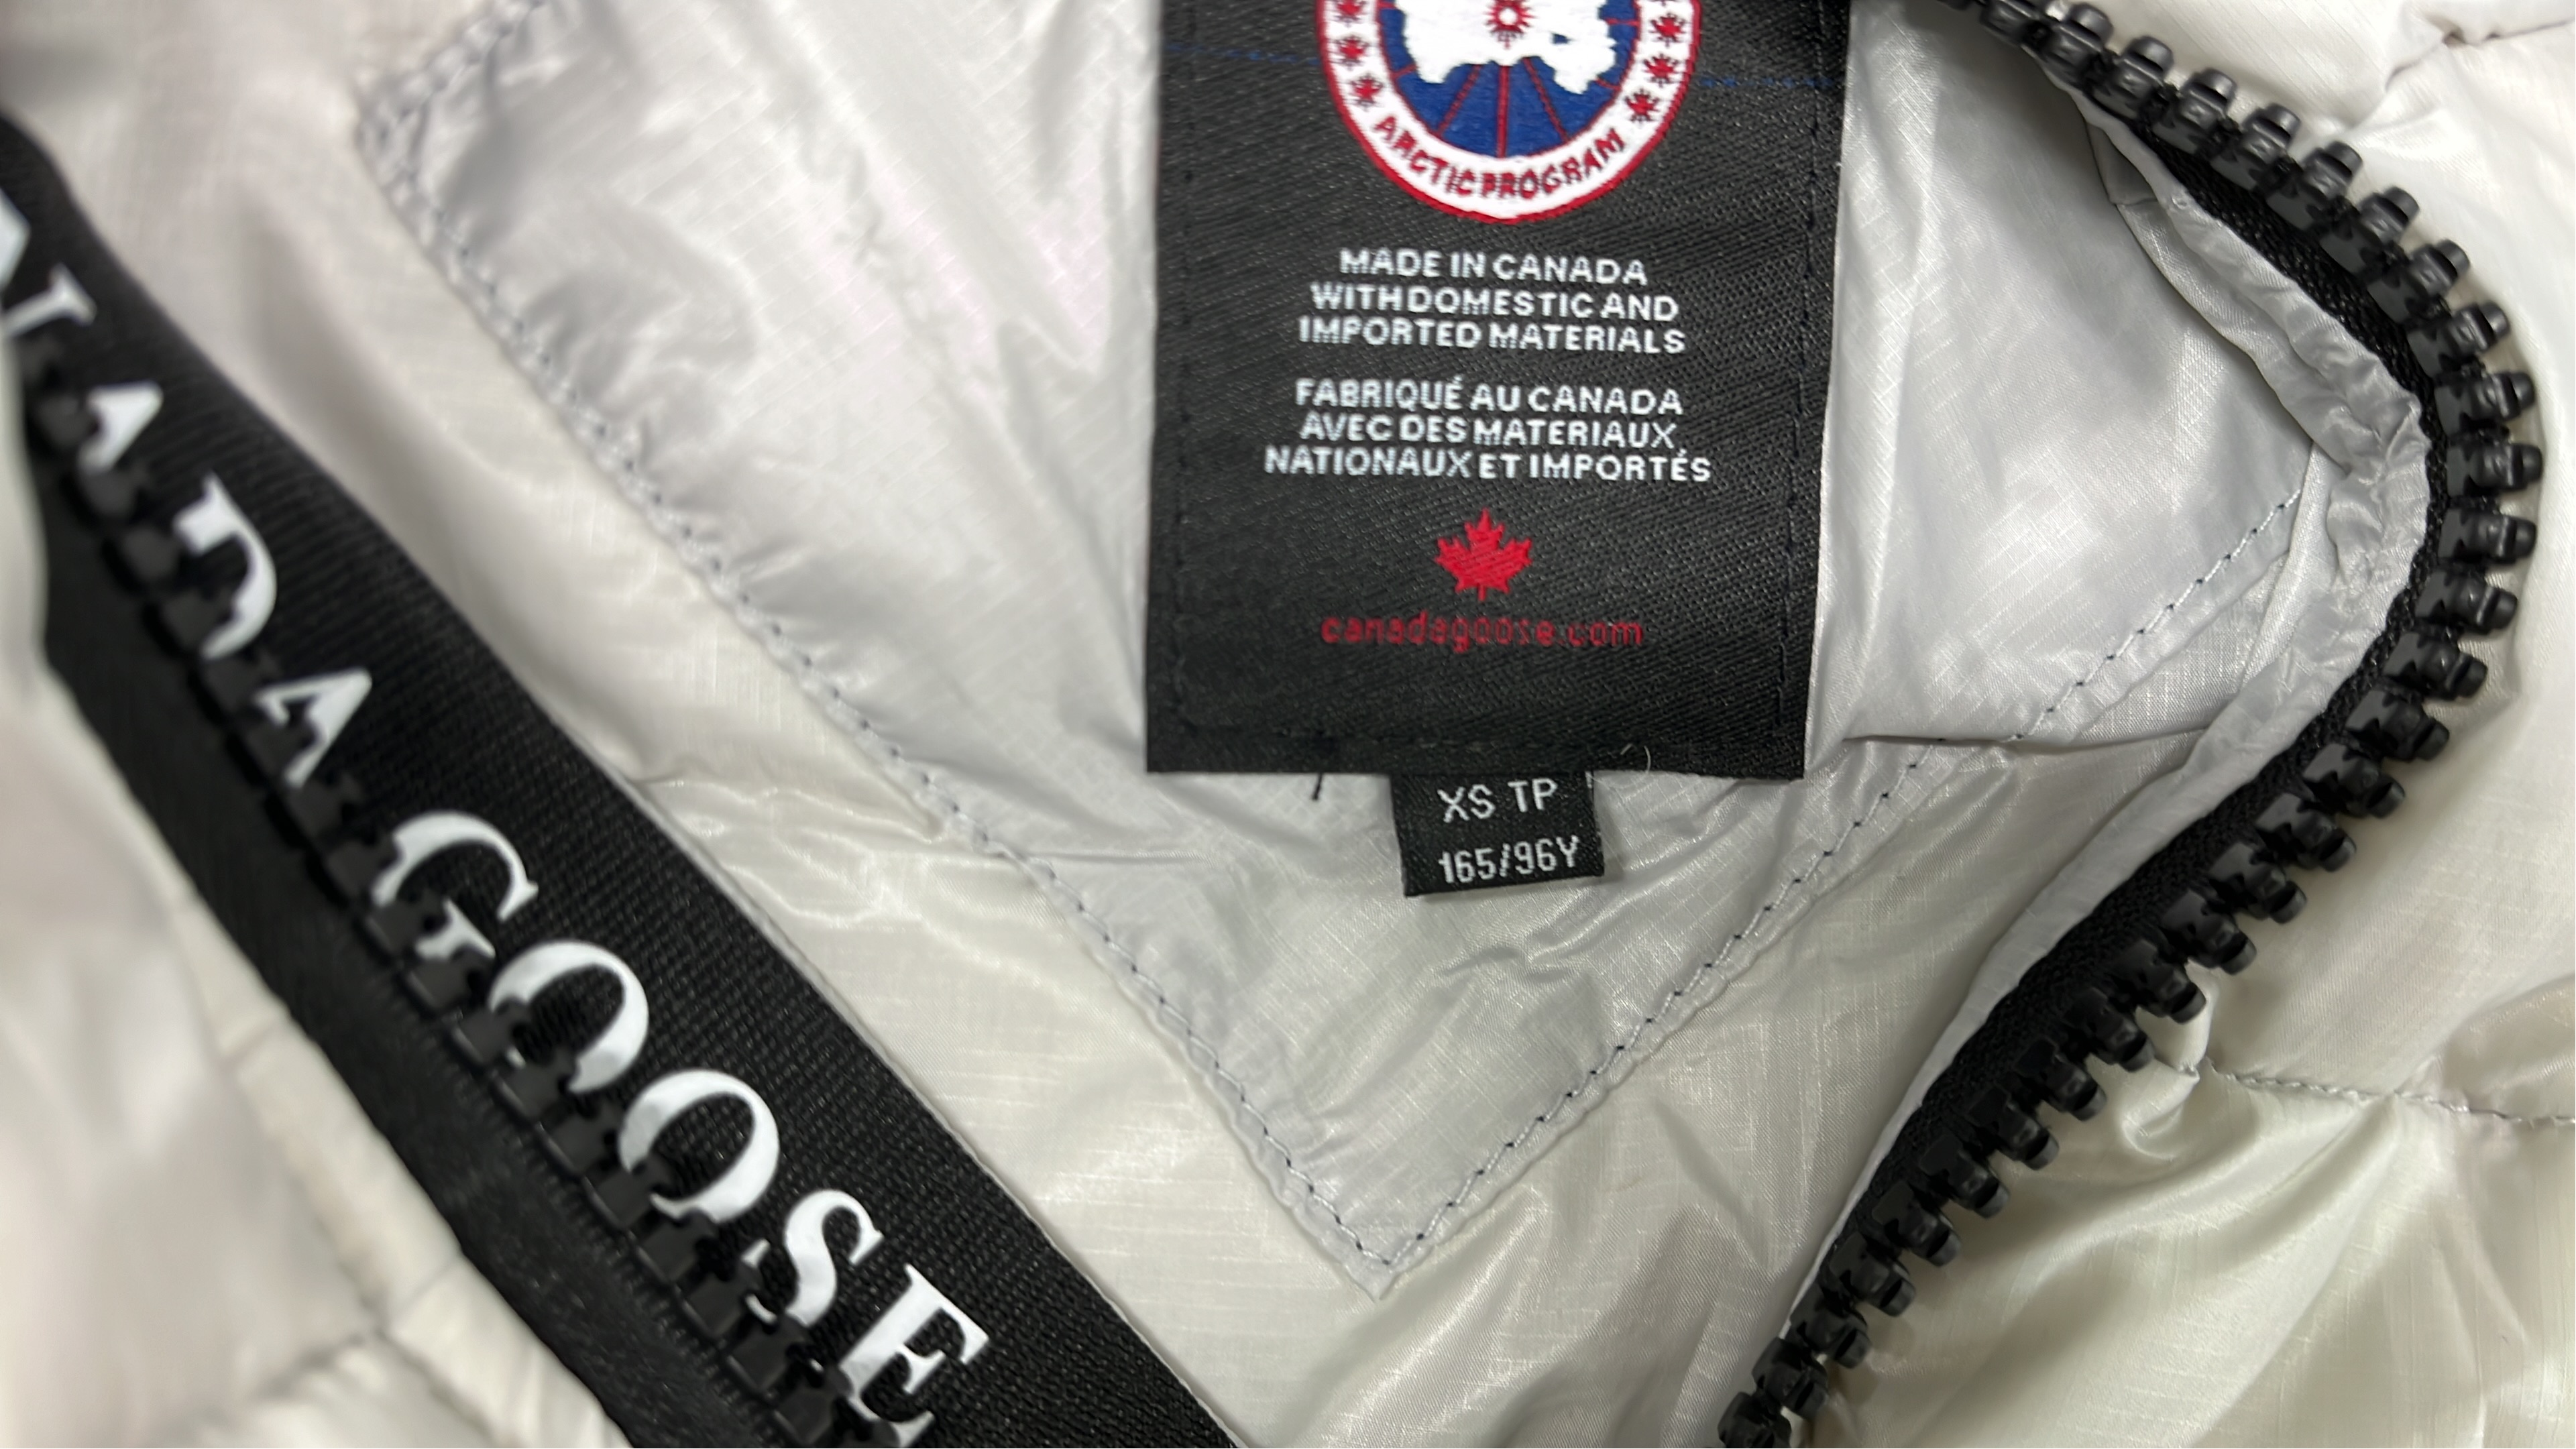 ARCTIC PROGRAM
MADE IN CANADA
WITH DOMESTIC AND
IMPORTED MATERIALS
FABRIQUÉ AU CANADA
AVEC DES MATERIAUX
NATIONAUX ET IMPORTÉS
canadagoose.com
XS TP
165/96Y
NADA GOOSE